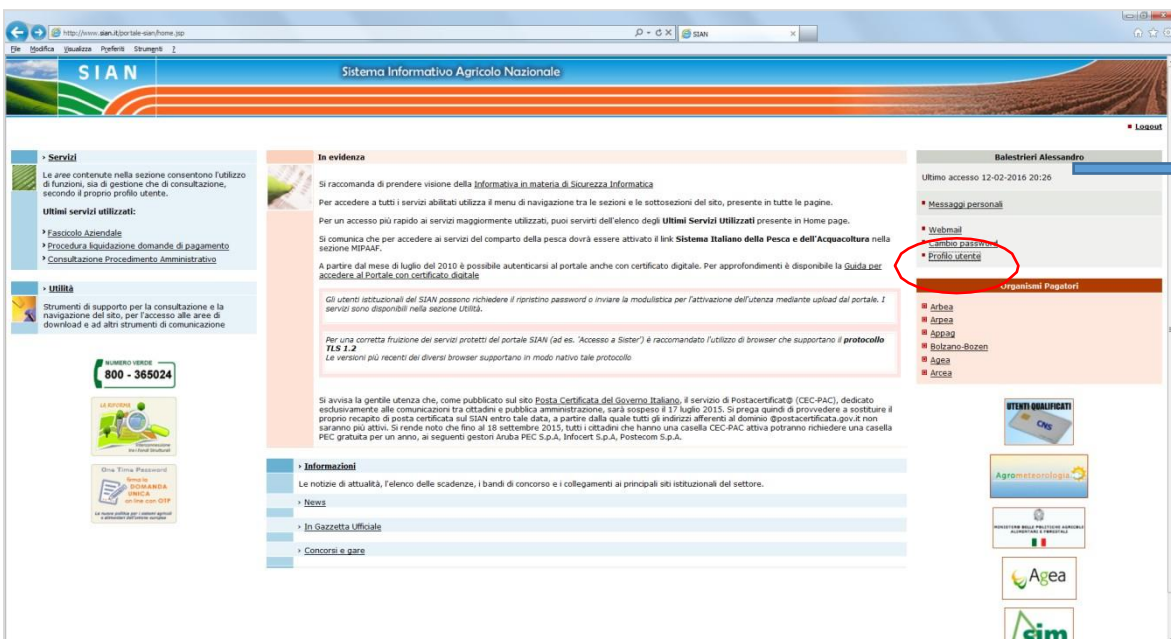 http://www.sian.it/portale-sian/home.jsp
SIAN
File Modifica Visualizza Preferiti Strumenti ?
SIAN
Sistema Informativo Agricolo Nazionale
Logout
Servizi
Le aree contenute nella sezione consentono l'utilizzo
di funzioni, sia di gestione che di consultazione,
secondo il proprio profilo utente.
Ultimi servizi utilizzati:
Fascicolo Aziendale
Procedura liquidazione domande di pagamento
Consultazione Procedimento Amministrativo
Utilità
Strumenti di supporto per la consultazione e la
navigazione del sito, per l'accesso alle aree di
download e ad altri strumenti di comunicazione
NUMERO VERDE
800 - 365024
LA RIFORMA
One Time Password
firma la
DOMANDA
UNICA
on line con OTP
In evidenza
Si raccomanda di prendere visione della Informativa in materia di Sicurezza Informatica
Per accedere a tutti i servizi abilitati utilizza il menu di navigazione tra le sezioni e le sottosezioni del sito, presente in tutte le pagine.
Per un accesso più rapido ai servizi maggiormente utilizzati, puoi servirti dell'elenco degli Ultimi Servizi Utilizzati presente in Home page.
Si comunica che per accedere ai servizi del comparto della pesca dovrà essere attivato il link Sistema Italiano della Pesca e dell'Acquacoltura nella
sezione MIPAAF.
A partire dal mese di luglio del 2010 è possibile autenticarsi al portale anche con certificato digitale. Per approfondimenti è disponibile la Guida per
accedere al Portale con certificato digitale
Gli utenti istituzionali del SIAN possono richiedere il ripristino password o inviare la modulistica per l'attivazione dell'utenza mediante upload dal portale. I
servizi sono disponibili nella sezione Utilità.
Per una corretta fruizione dei servizi protetti del portale SIAN (ad es. 'Accesso a Sister') è raccomandato l'utilizzo di browser che supportano il protocollo
TLS 1.2
Le versioni più recenti dei diversi browser supportano in modo nativo tale protocollo
Si avvisa la gentile utenza che, come pubblicato sul sito Posta Certificata del Governo Italiano, il servizio di Postacertificat@ (CEC-PAC), dedicato
esclusivamente alle comunicazioni tra cittadini e pubblica amministrazione, sarà sospeso il 17 luglio 2015. Si prega quindi di provvedere a sostituire il
proprio recapito di posta certificata sul SIAN entro tale data, a partire dalla quale tutti gli indirizzi afferenti al dominio @postacertificata.gov.it non
saranno più attivi. Si rende noto che fino al 18 settembre 2015, tutti i cittadini che hanno una casella CEC-PAC attiva potranno richiedere una casella
PEC gratuita per un anno, ai seguenti gestori Aruba PEC S.p.A, Infocert S.p.A, Postecom S.p.A.
Informazioni
Le notizie di attualità, l'elenco delle scadenze, i bandi di concorso e i collegamenti ai principali siti istituzionali del settore.
News
In Gazzetta Ufficiale
Concorsi e gare
Balestrieri Alessandro
Ultimo accesso 12-02-2016 20:26
Messaggi personali
Webmail
Cambio password
Profilo utente
Organismi Pagatori
Arbea
Arpea
Appag
Bolzano-Bozen
Agea
Arcea
UTENTI QUALIFICATI
CNS
Agrometeorologia
MINISTERO DELLE POLITICHE AGRICOLE
ALIMENTARI E FORESTALI
Agea
sim